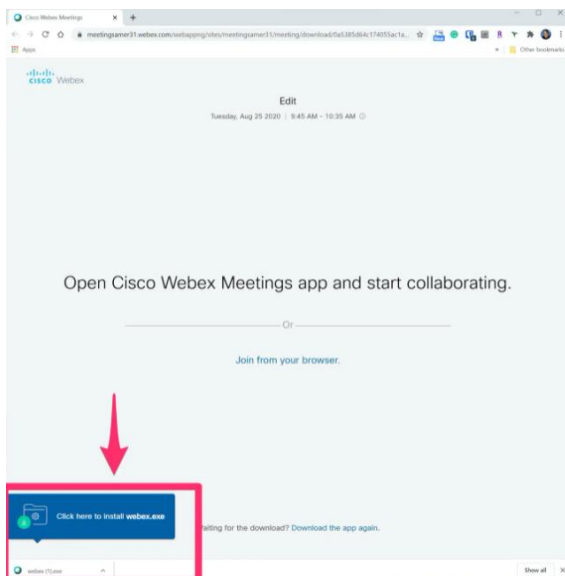 Cisco Webex Meetings
meetingsamer31.webex.com/webappng/sites/meetingsamer31/meeting/download/
Apps
Other bookmarks
CISCO Webex
Edit
Tuesday, Aug 25 2020 | 9:45 AM - 10:35 AM
Open Cisco Webex Meetings app and start collaborating.
Or
Join from your browser.
Click here to install webex.exe
aiting for the download? Download the app again.
webex (1).exe
Show all